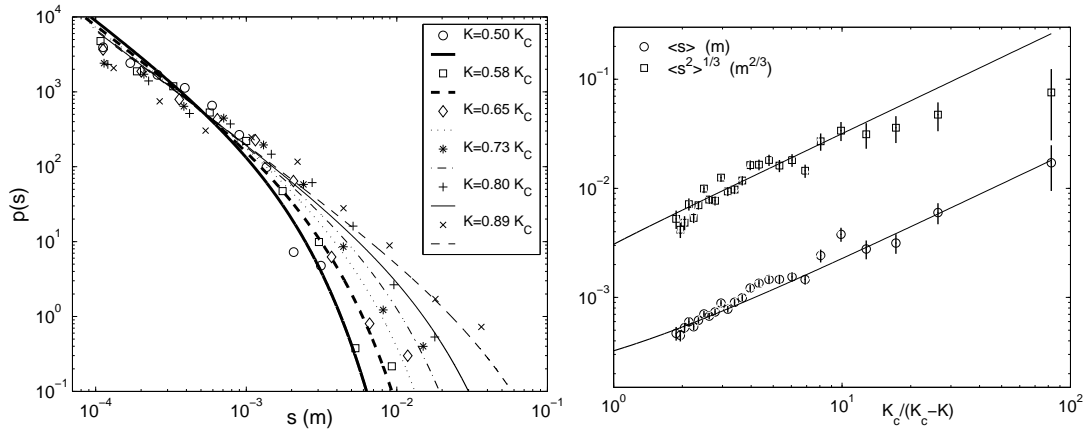 10^4
10^3
10^2
10^1
10^0
10^−1
p(s)
10^−4
10^−3
10^−2
10^−1
s (m)
K=0.50 K_C
K=0.58 K_C
K=0.65 K_C
K=0.73 K_C
K=0.80 K_C
K=0.89 K_C
10^−1
10^−2
10^−3
<s> (m)
<s^2>^1/3 (m^2/3)
10^0
10^1
10^2
K_c/(K_c−K)